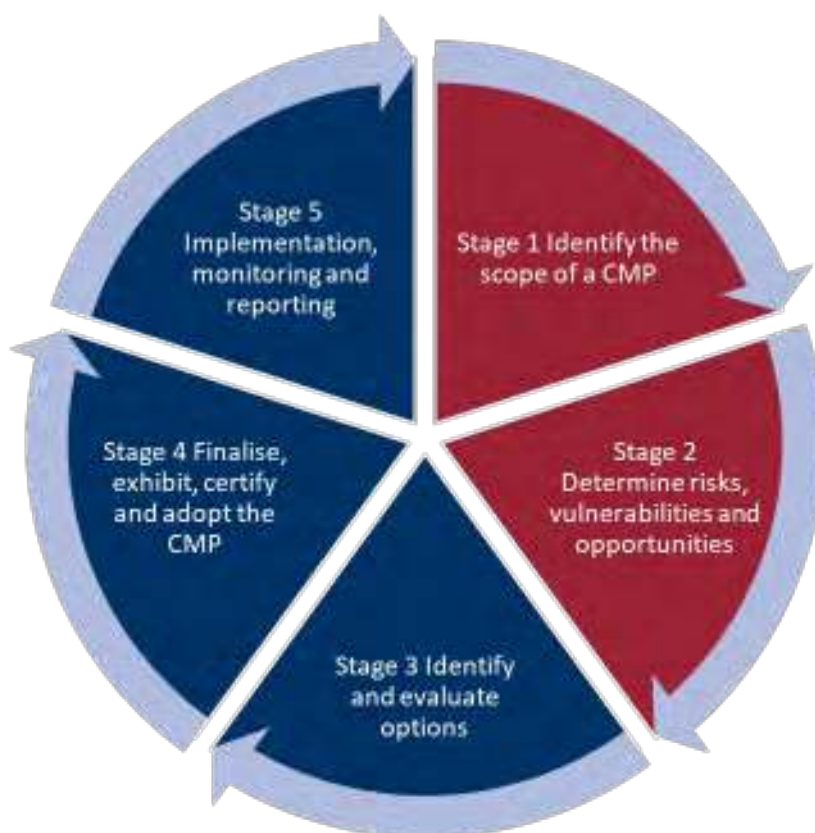 Stage 1 Identify the
scope of a CMP
Stage 2
Determine risks,
vulnerabilities and
opportunities
Stage 3 Identify
and evaluate
options
Stage 4 Finalise,
exhibit, certify
and adopt the
CMP
Stage 5
Implementation,
monitoring and
reporting